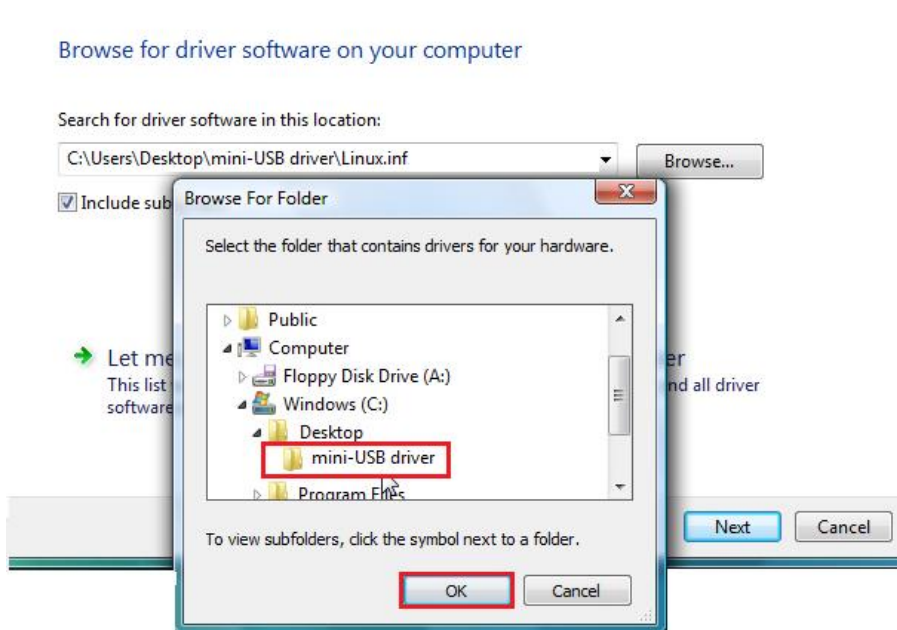 Browse for driver software on your computer
Search for driver software in this location:
C:\Users\Desktop\mini-USB driver\Linux.inf
Browse...
Include sub
Browse For Folder
Select the folder that contains drivers for your hardware.
Public
Computer
Floppy Disk Drive (A:)
Windows (C:)
Desktop
mini-USB driver
Program Files
To view subfolders, click the symbol next to a folder.
OK
Cancel
Let me
er
This list
nd all driver
software
Next
Cancel